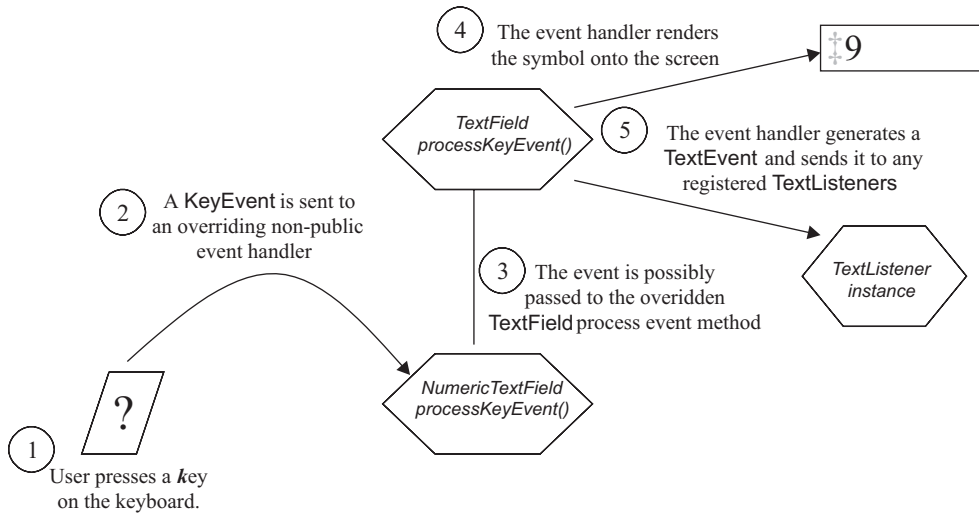 4
The event handler renders
the symbol onto the screen
‡9
TextField
processKeyEvent()
5
The event handler generates a
TextEvent and sends it to any
registered TextListeners
2
A KeyEvent is sent to
an overriding non-public
event handler
3
The event is possibly
passed to the overidden
TextField process event method
TextListener
instance
NumericTextField
processKeyEvent()
?
1
User presses a key
on the keyboard.